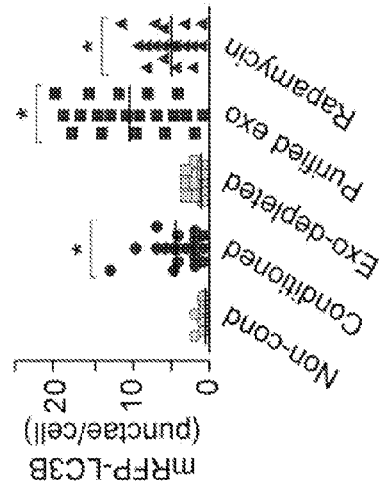 mRFP-LC3B
(punctae/cell)
20
10
0
*
*
*
Non-cond
Conditioned
Exo-depleted
Purified exo
Rapamycin